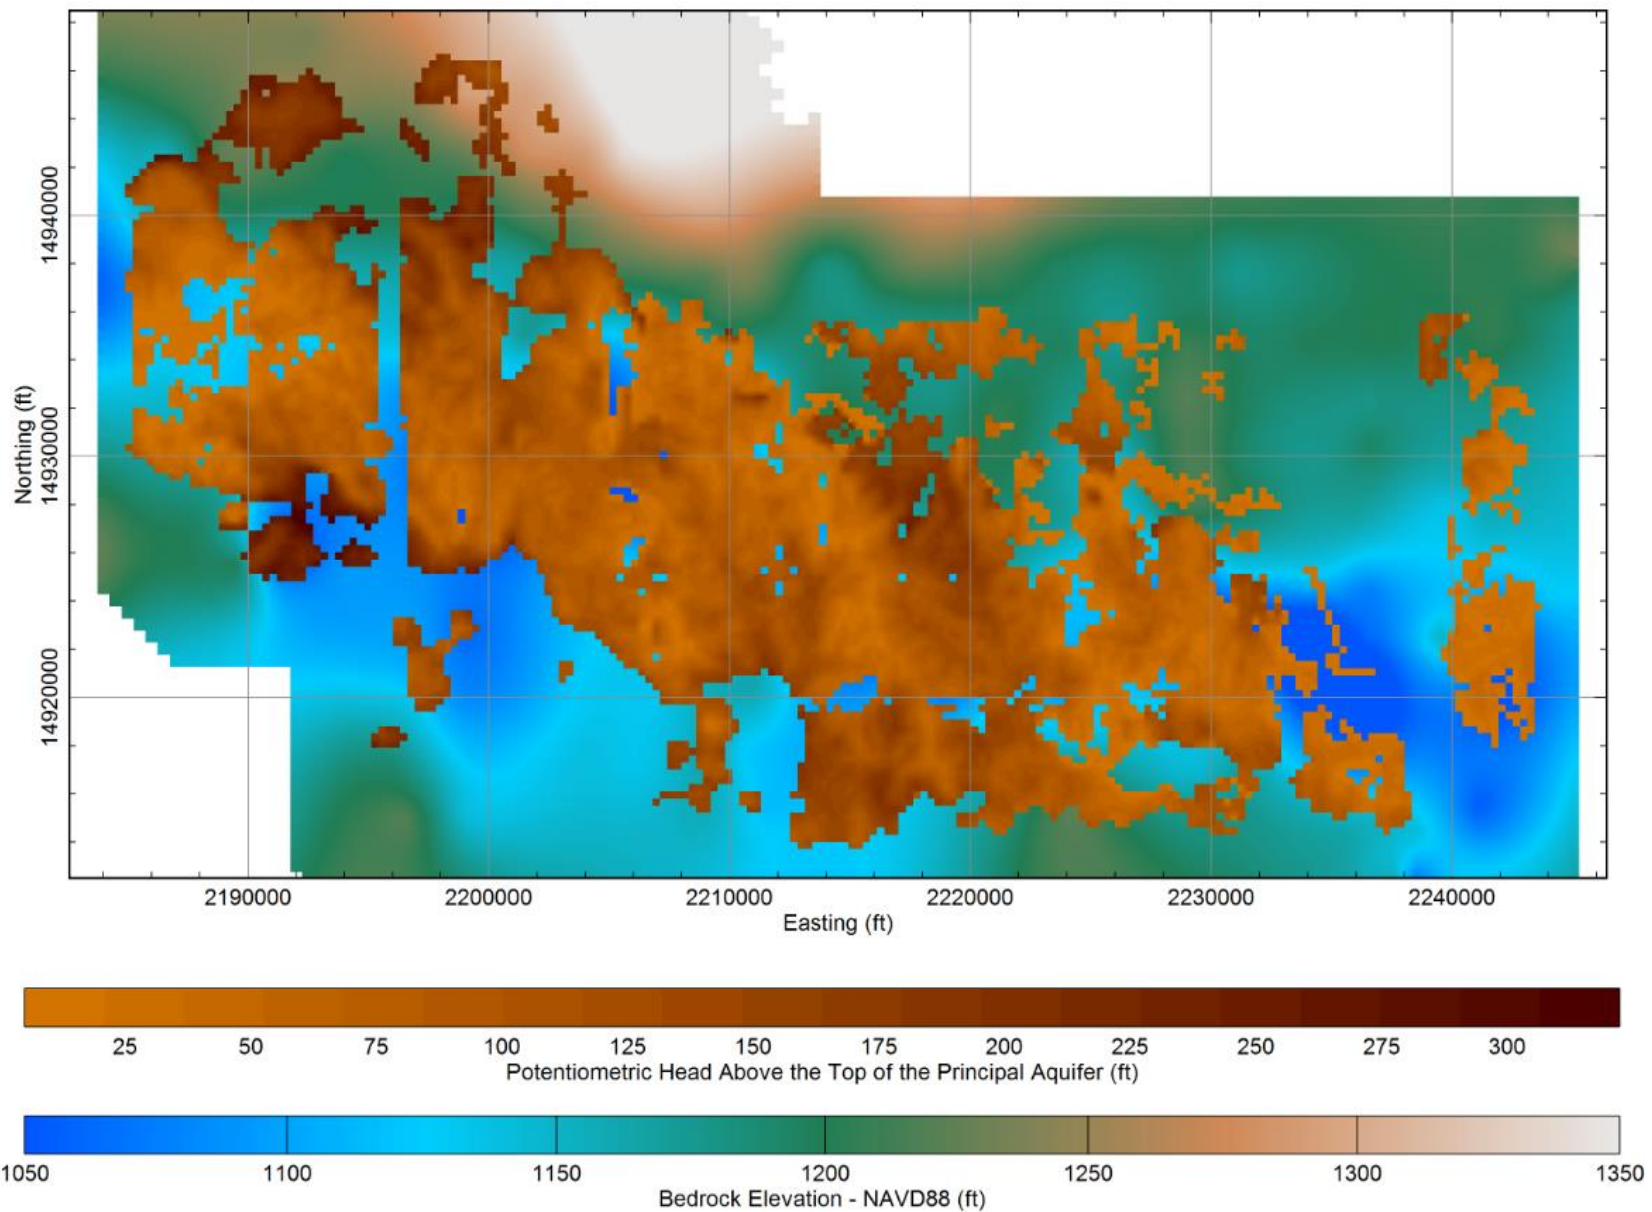 14940000
14930000
14920000
Northing (ft)
2190000 2200000 2210000 2220000 2230000 2240000
Easting (ft)
25 50 75 100 125 150 175 200 225 250 275 300
Potentiometric Head Above the Top of the Principal Aquifer (ft)
1050 1100 1150 1200 1250 1300 1350
Bedrock Elevation - NAVD88 (ft)